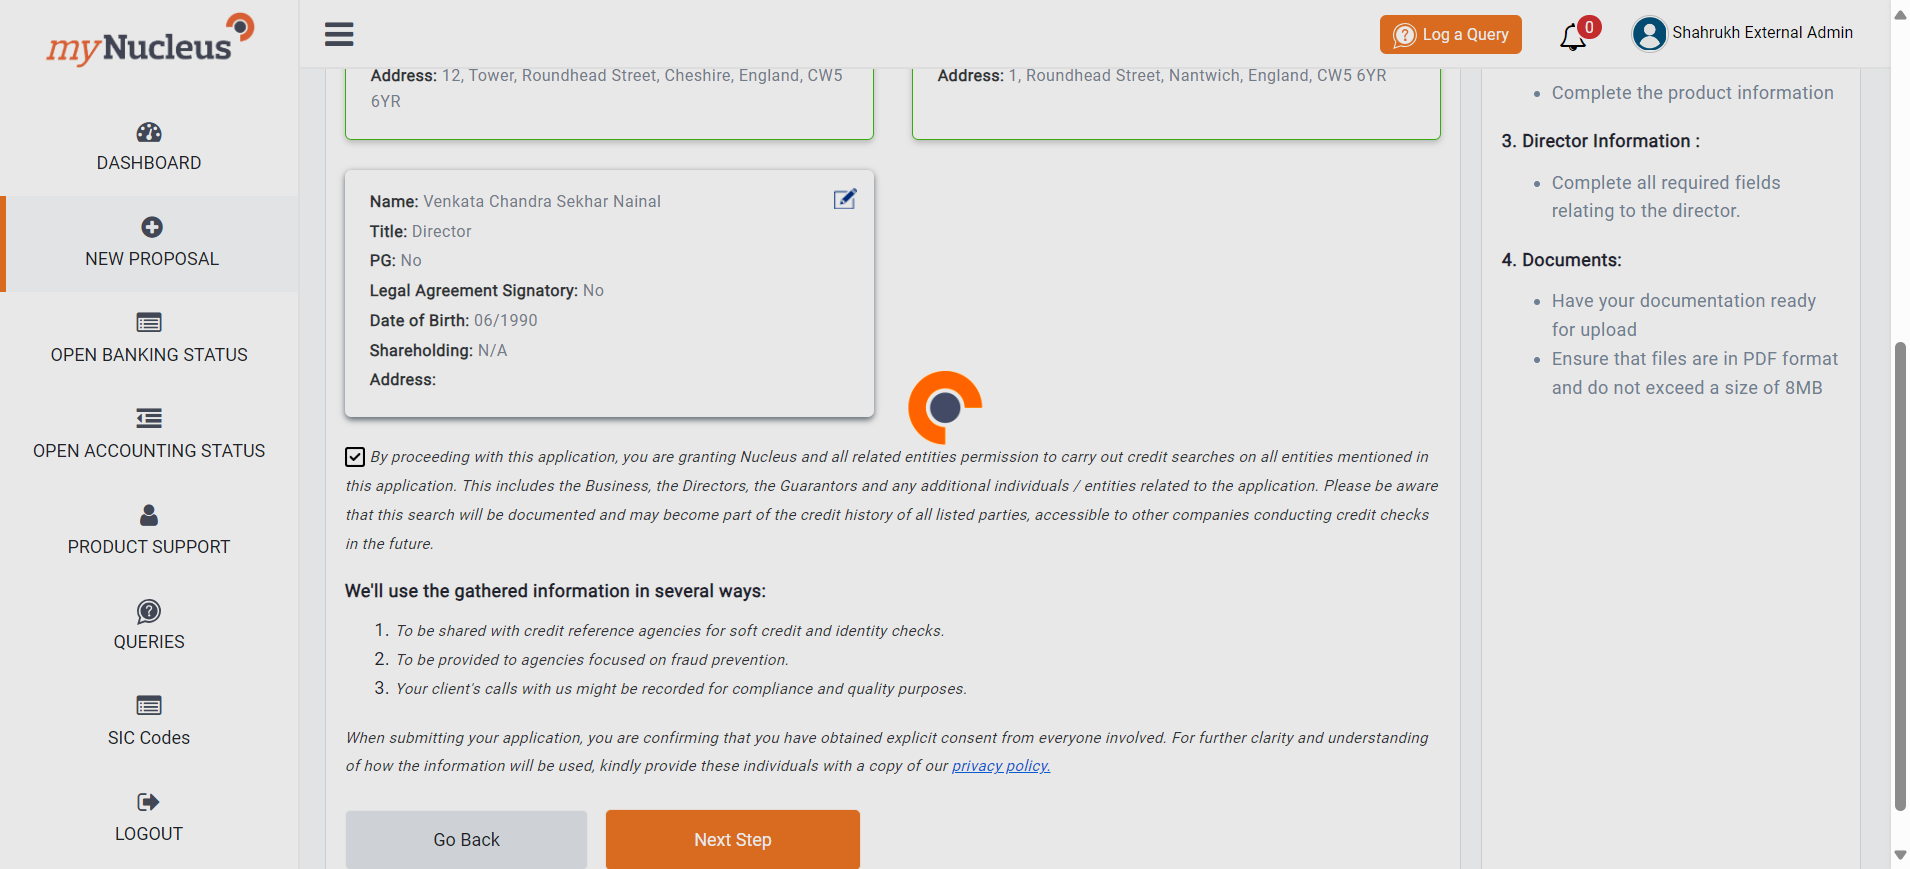 myNucleus
Log a Query
0
Shahrukh External Admin
DASHBOARD
NEW PROPOSAL
OPEN BANKING STATUS
OPEN ACCOUNTING STATUS
PRODUCT SUPPORT
QUERIES
SIC Codes
LOGOUT
Address: 12, Tower, Roundhead Street, Cheshire, England, CW5
6YR
Address: 1, Roundhead Street, Nantwich, England, CW5 6YR
Name: Venkata Chandra Sekhar Nainal
Title: Director
PG: No
Legal Agreement Signatory: No
Date of Birth: 06/1990
Shareholding: N/A
Address:
By proceeding with this application, you are granting Nucleus and all related entities permission to carry out credit searches on all entities mentioned in
this application. This includes the Business, the Directors, the Guarantors and any additional individuals / entities related to the application. Please be aware
that this search will be documented and may become part of the credit history of all listed parties, accessible to other companies conducting credit checks
in the future.
We'll use the gathered information in several ways:
1. To be shared with credit reference agencies for soft credit and identity checks.
2. To be provided to agencies focused on fraud prevention.
3. Your client's calls with us might be recorded for compliance and quality purposes.
When submitting your application, you are confirming that you have obtained explicit consent from everyone involved. For further clarity and understanding
of how the information will be used, kindly provide these individuals with a copy of our privacy policy.
Go Back
Next Step
• Complete the product information
3. Director Information :
• Complete all required fields
relating to the director.
4. Documents:
• Have your documentation ready
for upload
• Ensure that files are in PDF format
and do not exceed a size of 8MB